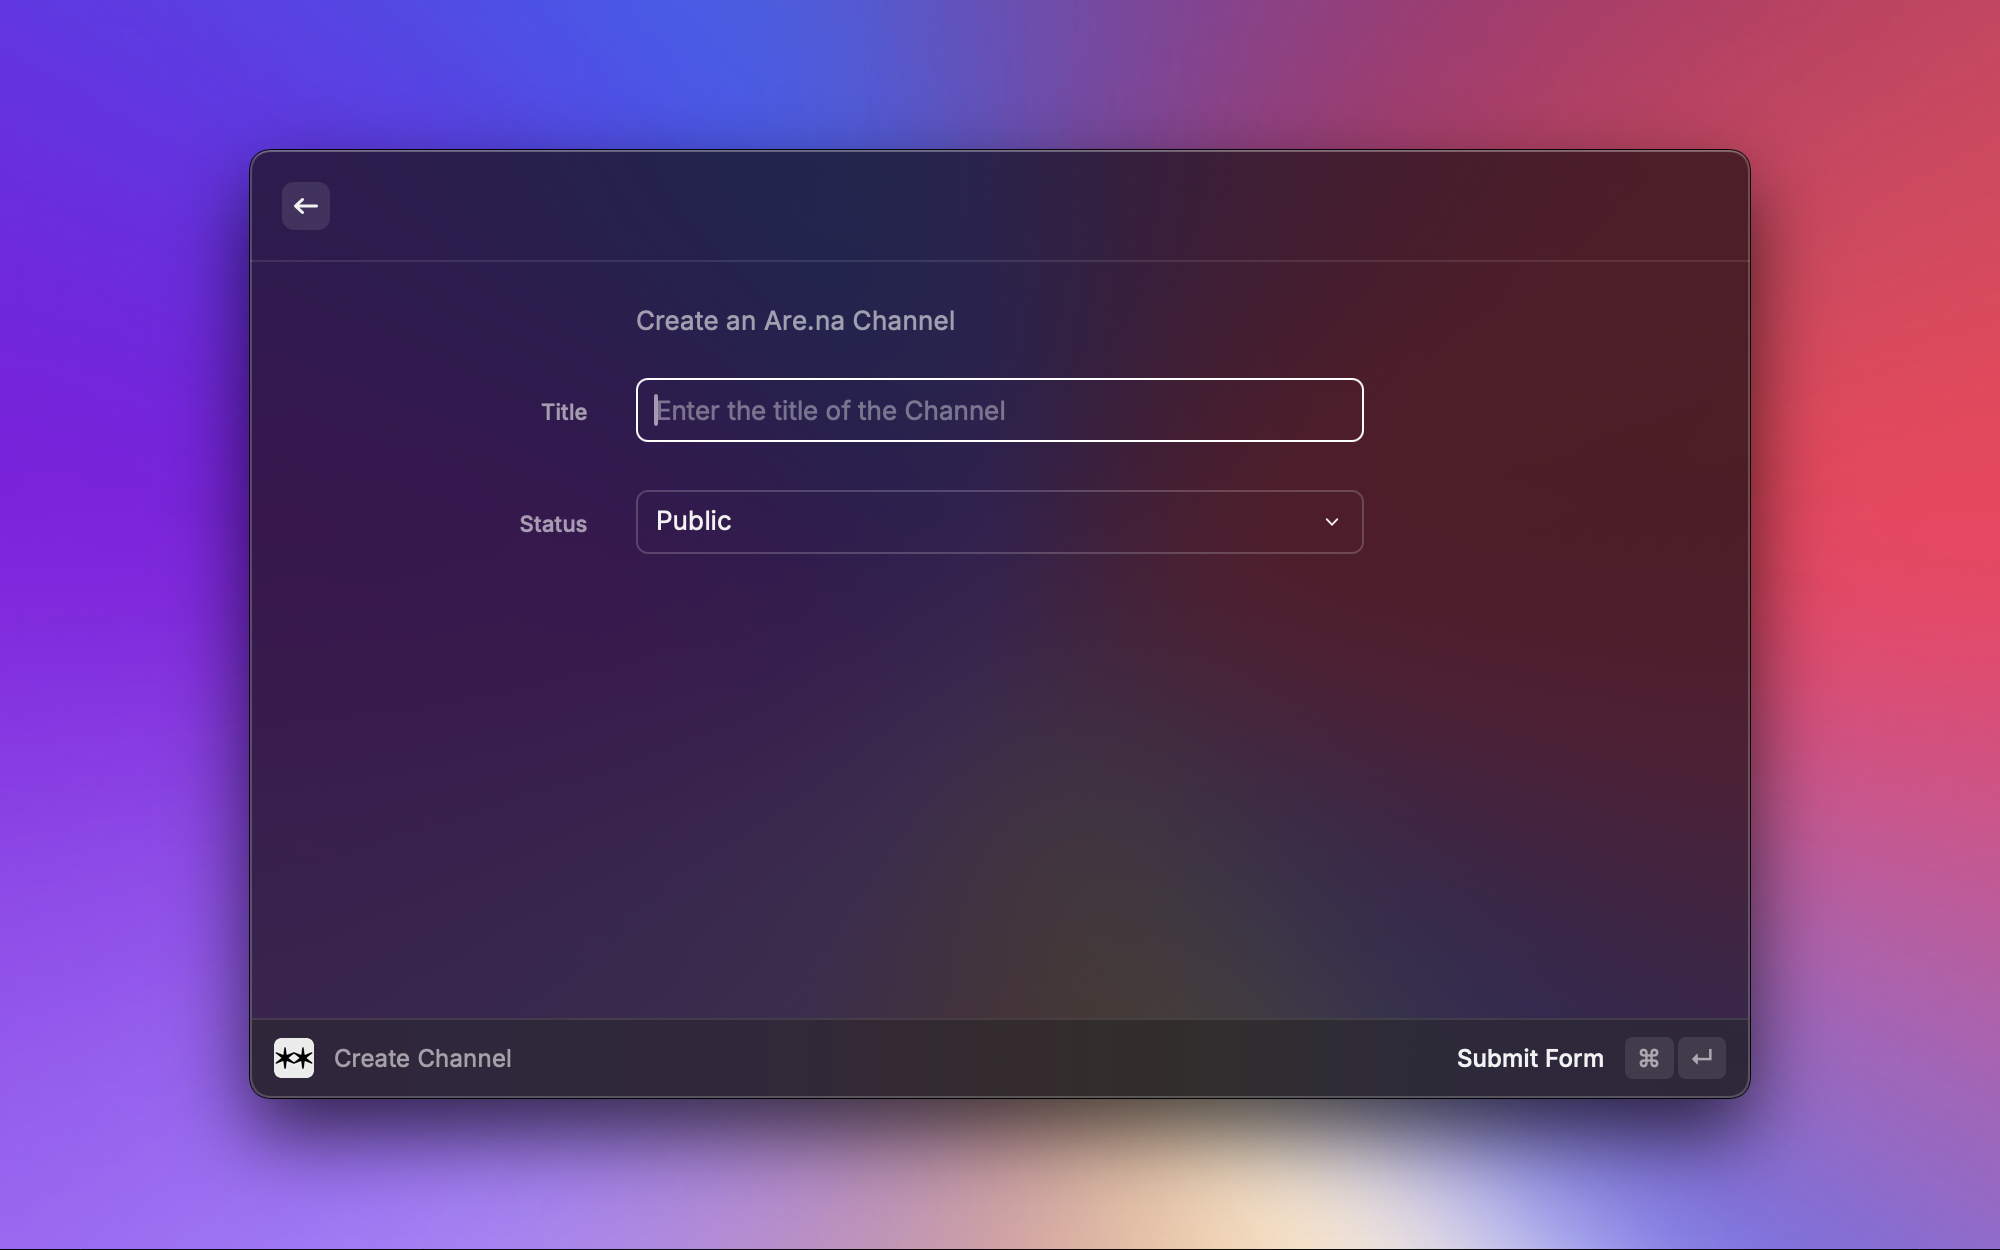 Create an Are.na Channel
Title
Enter the title of the Channel
Status
Public
Create Channel
Submit Form ⌘ ↵